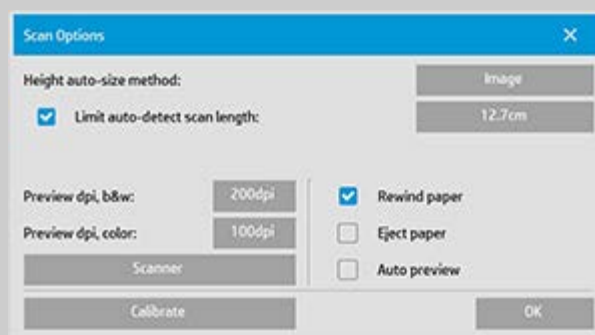 Scan Options
Height auto-size method: Image
Limit auto-detect scan length: 12.7cm
Preview dpi, b&w: 200dpi
Rewind paper
Preview dpi, color: 100dpi
Eject paper
Scanner
Auto preview
Calibrate
OK